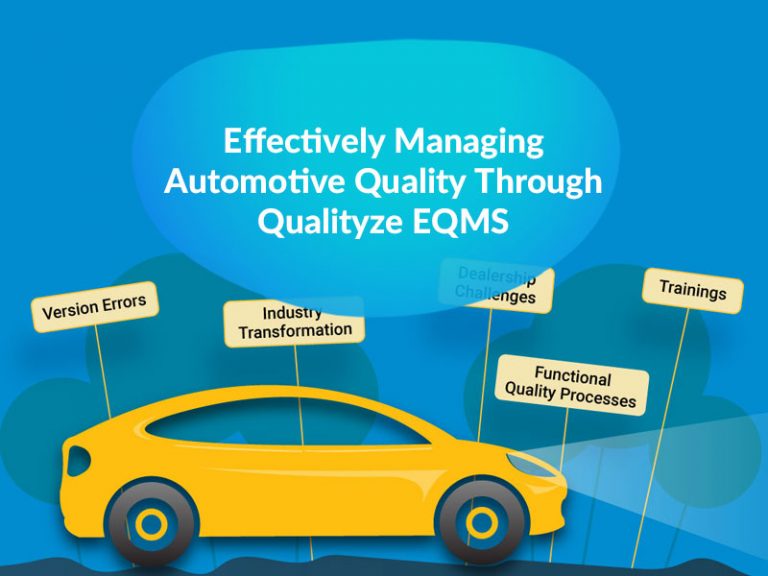 Effectively Managing
Automotive Quality Through
Qualityze EQMS
Version Errors
Industry
Transformation
Dealership
Challenges
Trainings
Functional
Quality Processes